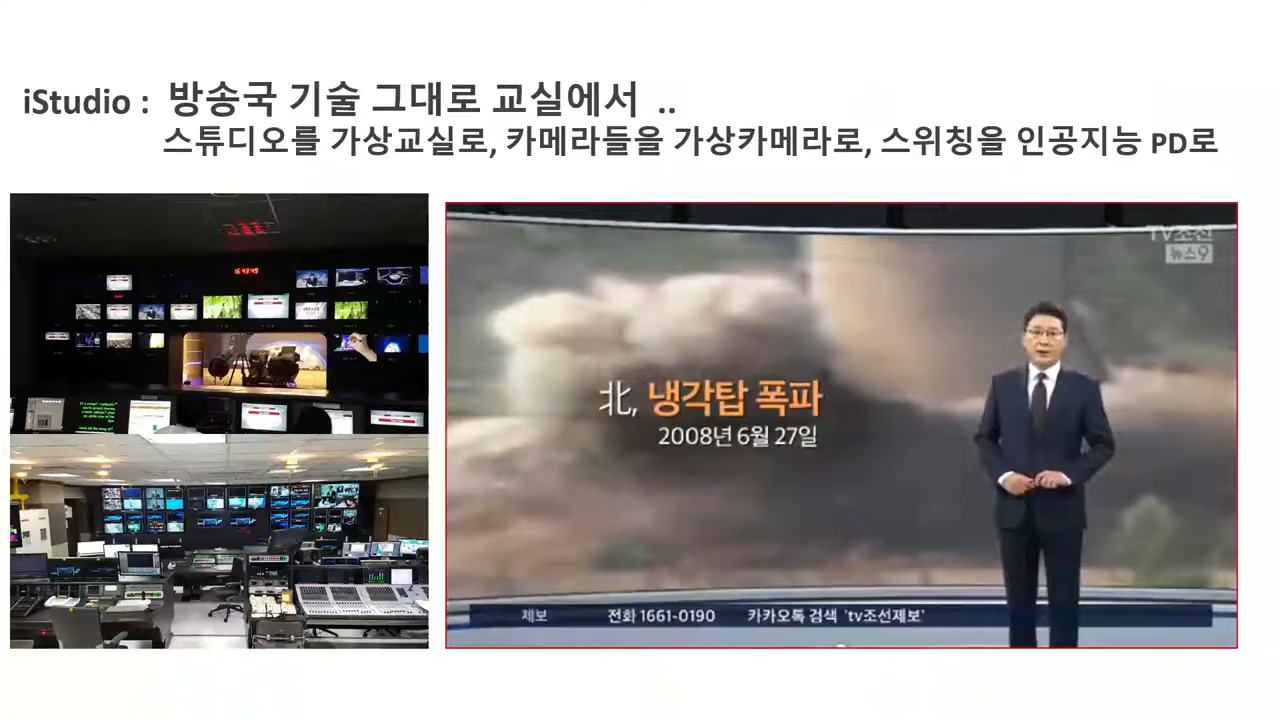 iStudio : 방송국 기술 그대로 교실에서 ..
스튜디오를 가상교실로, 카메라들을 가상카메라로, 스위칭을 인공지능 PD로
TV조선
뉴스9
北, 냉각탑 폭파
2008년 6월 27일
제보 전화 1661-0190 카카오톡 검색 'tv조선제보'